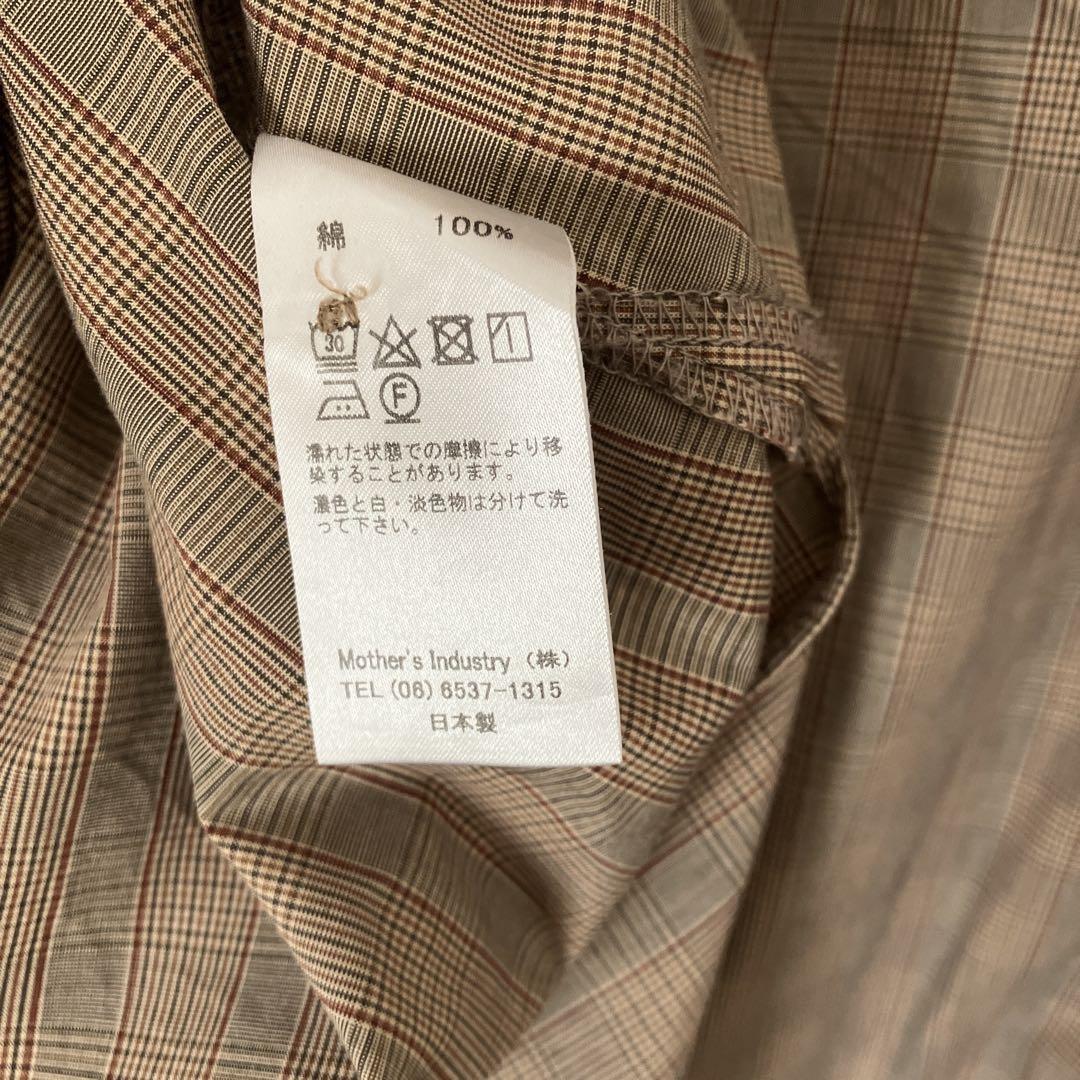 綿 100%
30
F
濡れた状態での摩擦により移
染することがあります。
濃色と白・淡色物は分けて洗
って下さい。
Mother's Industry （株）
TEL (06) 6537-1315
日本製